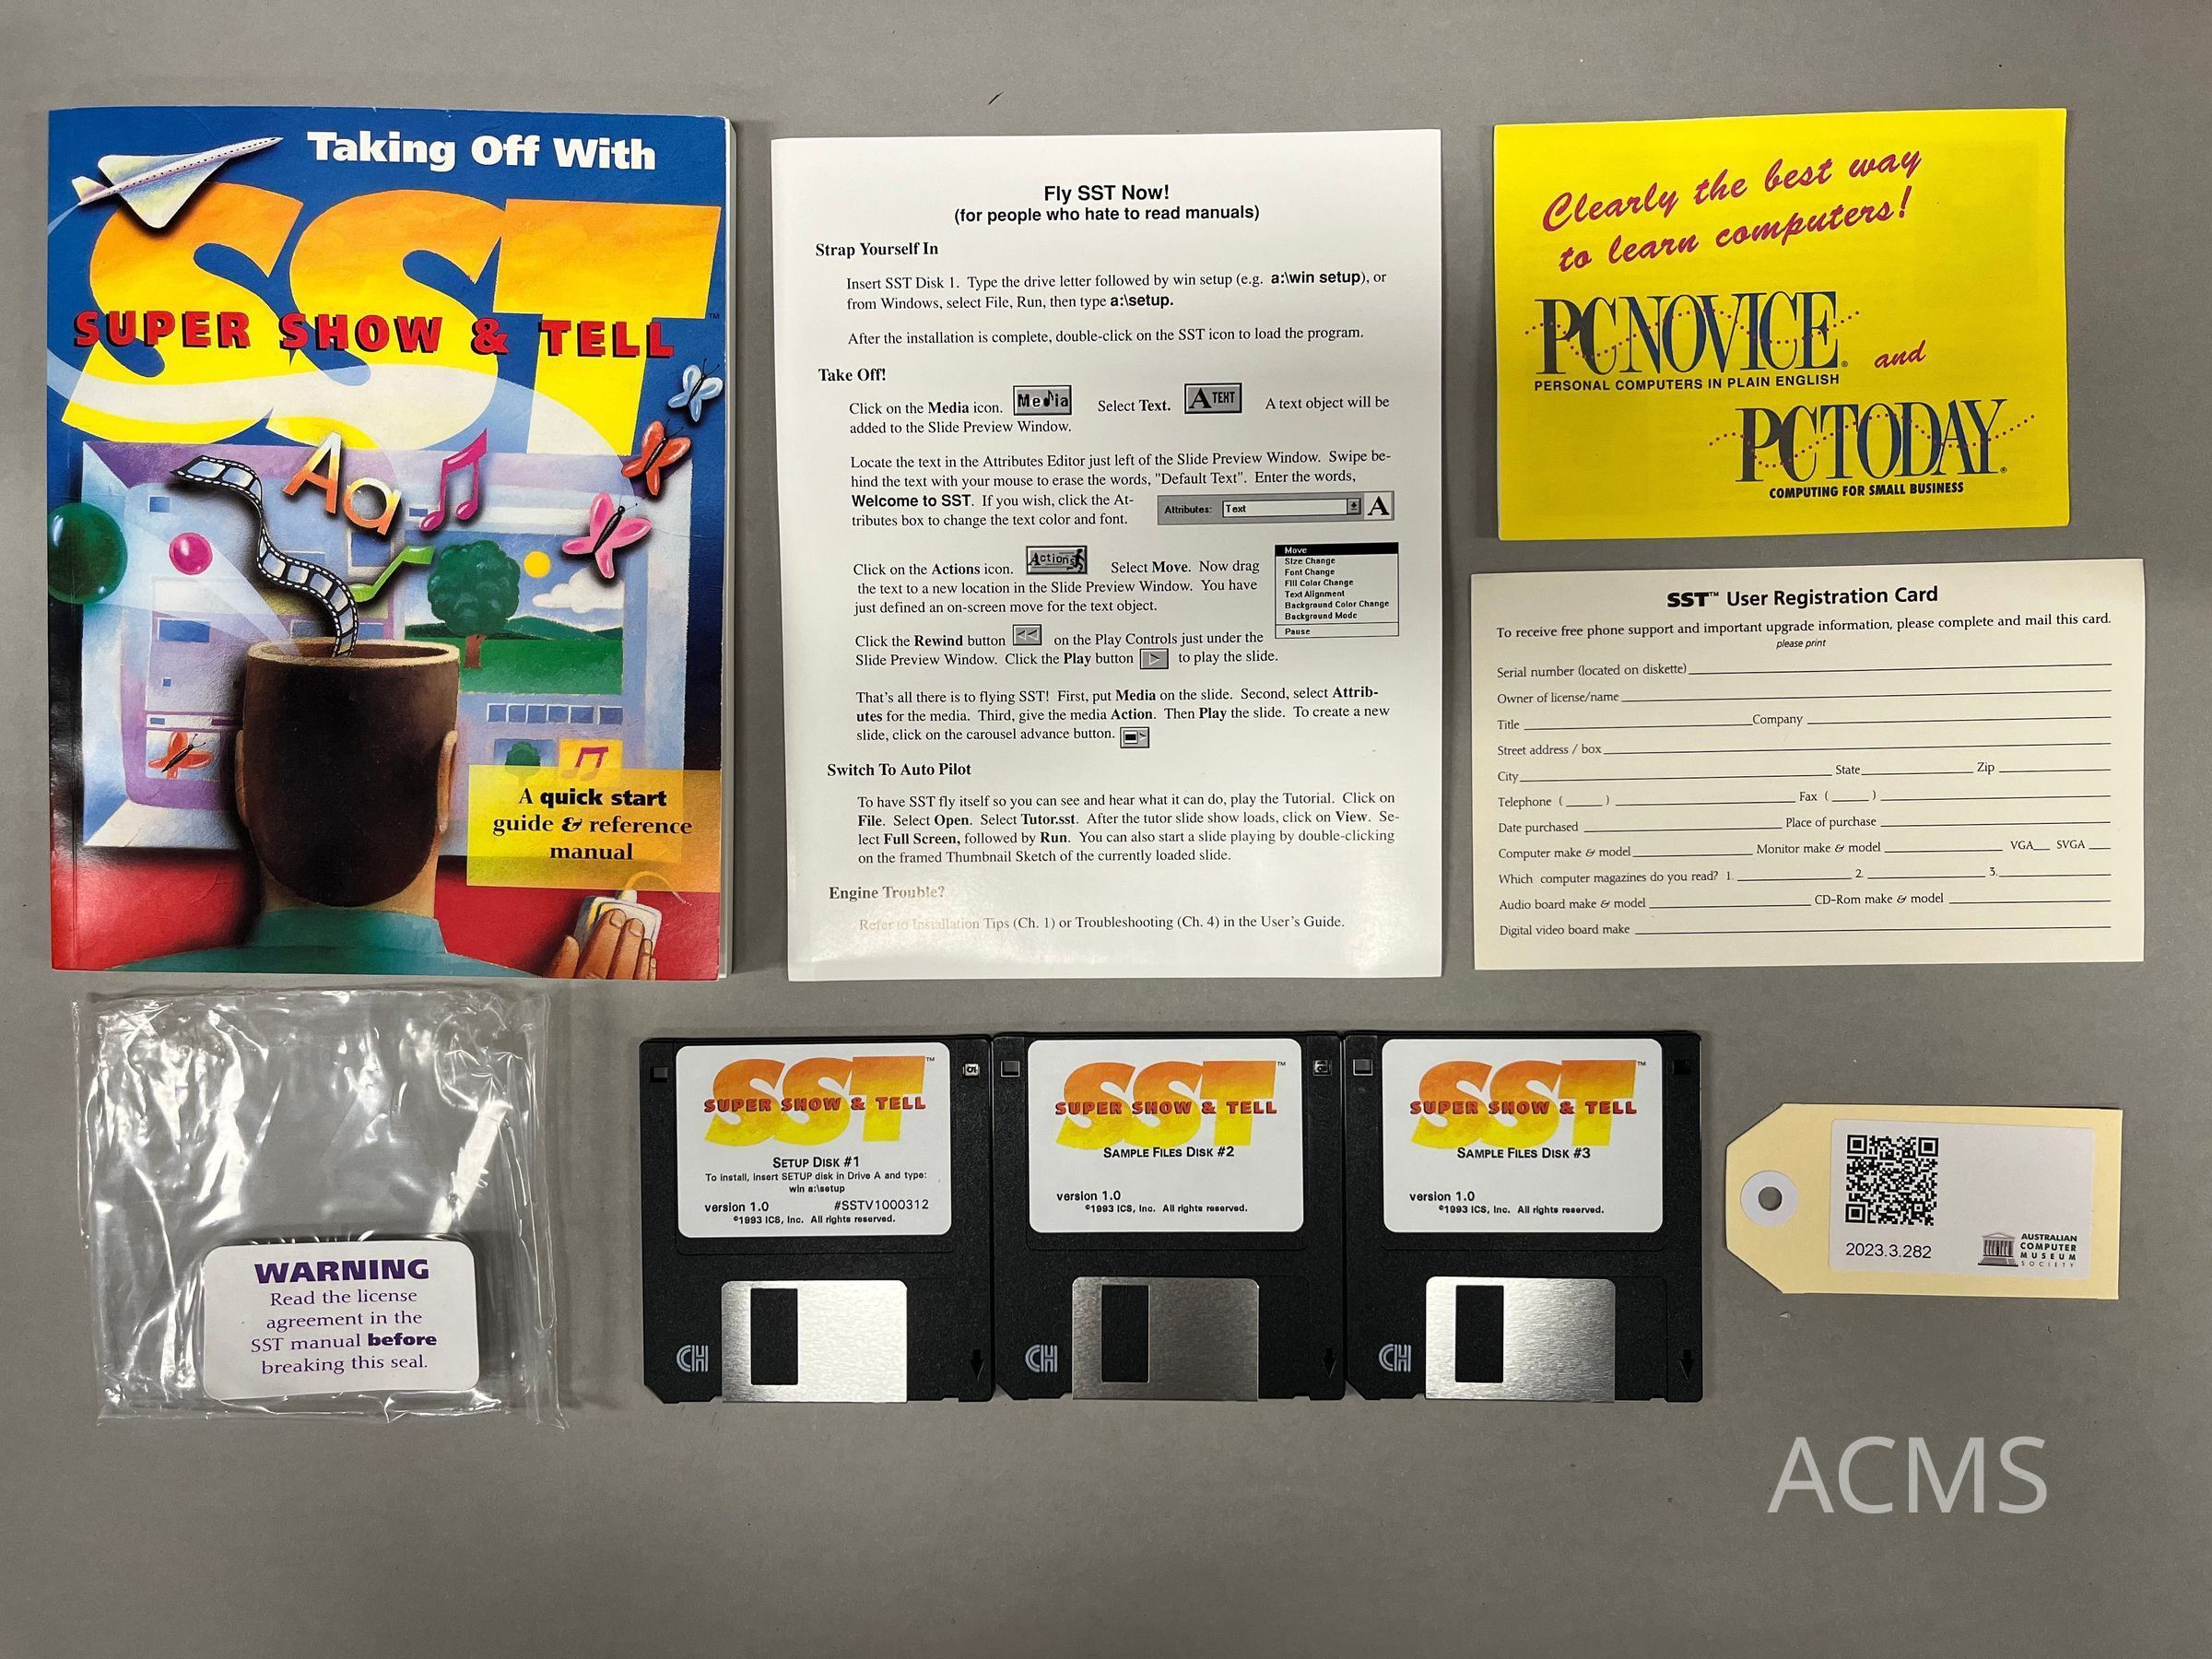 Taking Off With
SST
SUPER SHOW & TELL™
Aa
A quick start
guide & reference
manual
Fly SST Now!
(for people who hate to read manuals)
Strap Yourself In
Insert SST Disk 1. Type the drive letter followed by win setup (e.g. a:\win setup), or
from Windows, select File, Run, then type a:\setup.
After the installation is complete, double-click on the SST icon to load the program.
Take Off!
Click on the Media icon. Media Select Text. A TEXT A text object will be
added to the Slide Preview Window.
Locate the text in the Attributes Editor just left of the Slide Preview Window. Swipe be-
hind the text with your mouse to erase the words, "Default Text". Enter the words,
Welcome to SST. If you wish, click the At-
tributes box to change the text color and font.
Attributes: Text A
Click on the Actions icon. Actions Select Move. Now drag
the text to a new location in the Slide Preview Window. You have
just defined an on-screen move for the text object.
Move
Size Change
Font Change
Fill Color Change
Text Alignment
Background Color Change
Background Mode
Pause
Click the Rewind button << on the Play Controls just under the
Slide Preview Window. Click the Play button > to play the slide.
That's all there is to flying SST! First, put Media on the slide. Second, select Attrib-
utes for the media. Third, give the media Action. Then Play the slide. To create a new
slide, click on the carousel advance button.
Switch To Auto Pilot
To have SST fly itself so you can see and hear what it can do, play the Tutorial. Click on
File. Select Open. Select Tutor.sst. After the tutor slide show loads, click on View. Se-
lect Full Screen, followed by Run. You can also start a slide playing by double-clicking
on the framed Thumbnail Sketch of the currently loaded slide.
Engine Trouble?
Refer to Installation Tips (Ch. 1) or Troubleshooting (Ch. 4) in the User's Guide.
Clearly the best way
to learn computers!
PC NOVICE®
PERSONAL COMPUTERS IN PLAIN ENGLISH
and
PC TODAY®
COMPUTING FOR SMALL BUSINESS
SST™ User Registration Card
To receive free phone support and important upgrade information, please complete and mail this card.
please print
Serial number (located on diskette)
Owner of license/name
Title Company
Street address / box
City State Zip
Telephone ( ) Fax ( )
Date purchased Place of purchase
Computer make & model Monitor make & model VGA SVGA
Which computer magazines do you read? 1. 2. 3.
Audio board make & model CD-Rom make & model
Digital video board make
WARNING
Read the license
agreement in the
SST manual before
breaking this seal.
SST™
SUPER SHOW & TELL
SETUP DISK #1
To install, insert SETUP disk in Drive A and type:
win a:\setup
version 1.0 #SSTV1000312
©1993 ICS, Inc. All rights reserved.
CH
SST™
SUPER SHOW & TELL
SAMPLE FILES DISK #2
version 1.0
©1993 ICS, Inc. All rights reserved.
CH
SST™
SUPER SHOW & TELL
SAMPLE FILES DISK #3
version 1.0
©1993 ICS, Inc. All rights reserved.
CH
2023.3.282
AUSTRALIAN
COMPUTER
MUSEUM
SOCIETY
ACMS